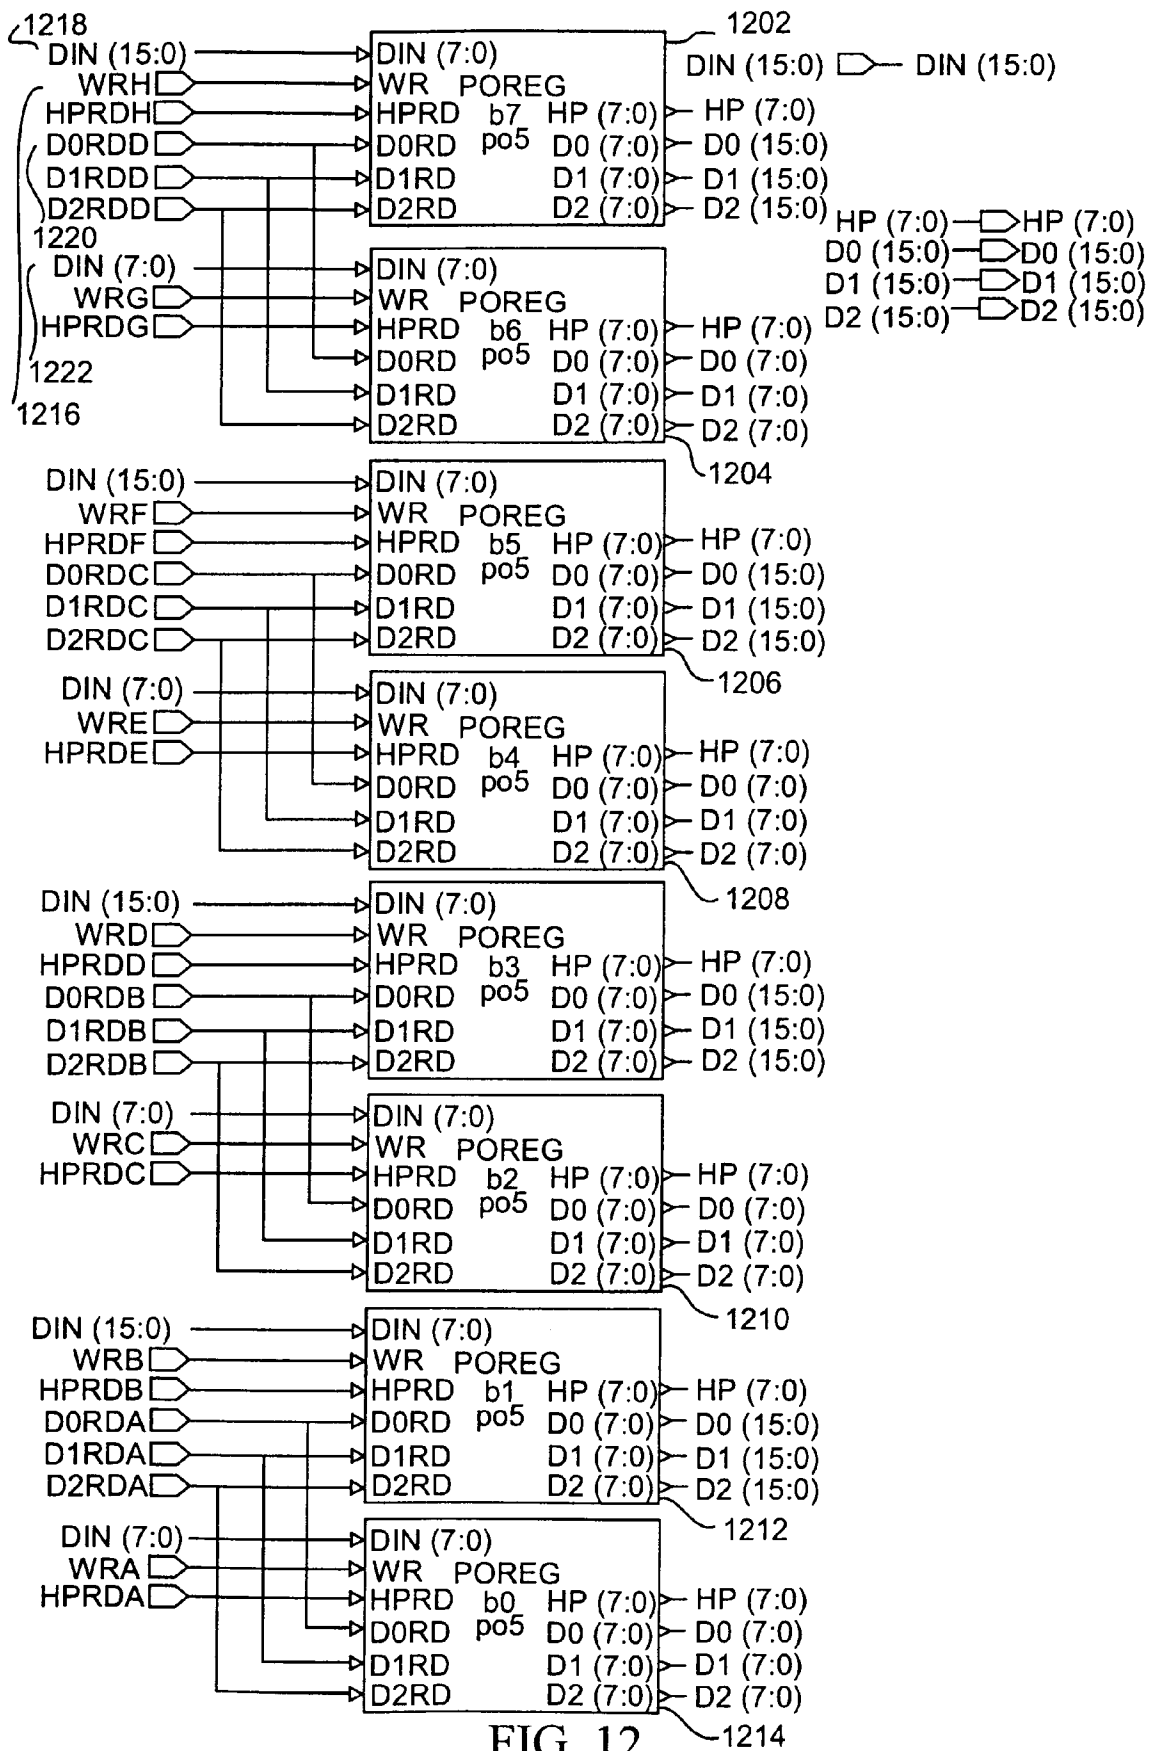 1218
1202
DIN (15:0) DIN (7:0) DIN (15:0) DIN (15:0)
WRH WR POREG
HPRDH HPRD b7 HP (7:0) HP (7:0)
D0RDD D0RD po5 D0 (7:0) D0 (15:0)
D1RDD D1RD D1 (7:0) D1 (15:0)
D2RDD D2RD D2 (7:0) D2 (15:0)
HP (7:0) HP (7:0)
D0 (15:0) D0 (15:0)
D1 (15:0) D1 (15:0)
D2 (15:0) D2 (15:0)
1220
DIN (7:0) DIN (7:0)
WRG WR POREG
HPRDG HPRD b6 HP (7:0) HP (7:0)
D0RD po5 D0 (7:0) D0 (7:0)
1222
D1RD D1 (7:0) D1 (7:0)
1216
D2RD D2 (7:0) D2 (7:0)
1204
DIN (15:0) DIN (7:0)
WRF WR POREG
HPRDF HPRD b5 HP (7:0) HP (7:0)
D0RDC D0RD po5 D0 (7:0) D0 (15:0)
D1RDC D1RD D1 (7:0) D1 (15:0)
D2RDC D2RD D2 (7:0) D2 (15:0)
1206
DIN (7:0) DIN (7:0)
WRE WR POREG
HPRDE HPRD b4 HP (7:0) HP (7:0)
D0RD po5 D0 (7:0) D0 (7:0)
D1RD D1 (7:0) D1 (7:0)
D2RD D2 (7:0) D2 (7:0)
1208
DIN (15:0) DIN (7:0)
WRD WR POREG
HPRDD HPRD b3 HP (7:0) HP (7:0)
D0RDB D0RD po5 D0 (7:0) D0 (15:0)
D1RDB D1RD D1 (7:0) D1 (15:0)
D2RDB D2RD D2 (7:0) D2 (15:0)
DIN (7:0) DIN (7:0)
WRC WR POREG
HPRDC HPRD b2 HP (7:0) HP (7:0)
D0RD po5 D0 (7:0) D0 (7:0)
D1RD D1 (7:0) D1 (7:0)
D2RD D2 (7:0) D2 (7:0)
1210
DIN (15:0) DIN (7:0)
WRB WR POREG
HPRDB HPRD b1 HP (7:0) HP (7:0)
D0RDA D0RD po5 D0 (7:0) D0 (15:0)
D1RDA D1RD D1 (7:0) D1 (15:0)
D2RDA D2RD D2 (7:0) D2 (15:0)
1212
DIN (7:0) DIN (7:0)
WRA WR POREG
HPRDA HPRD b0 HP (7:0) HP (7:0)
D0RD po5 D0 (7:0) D0 (7:0)
D1RD D1 (7:0) D1 (7:0)
D2RD D2 (7:0) D2 (7:0)
1214
FIG. 12